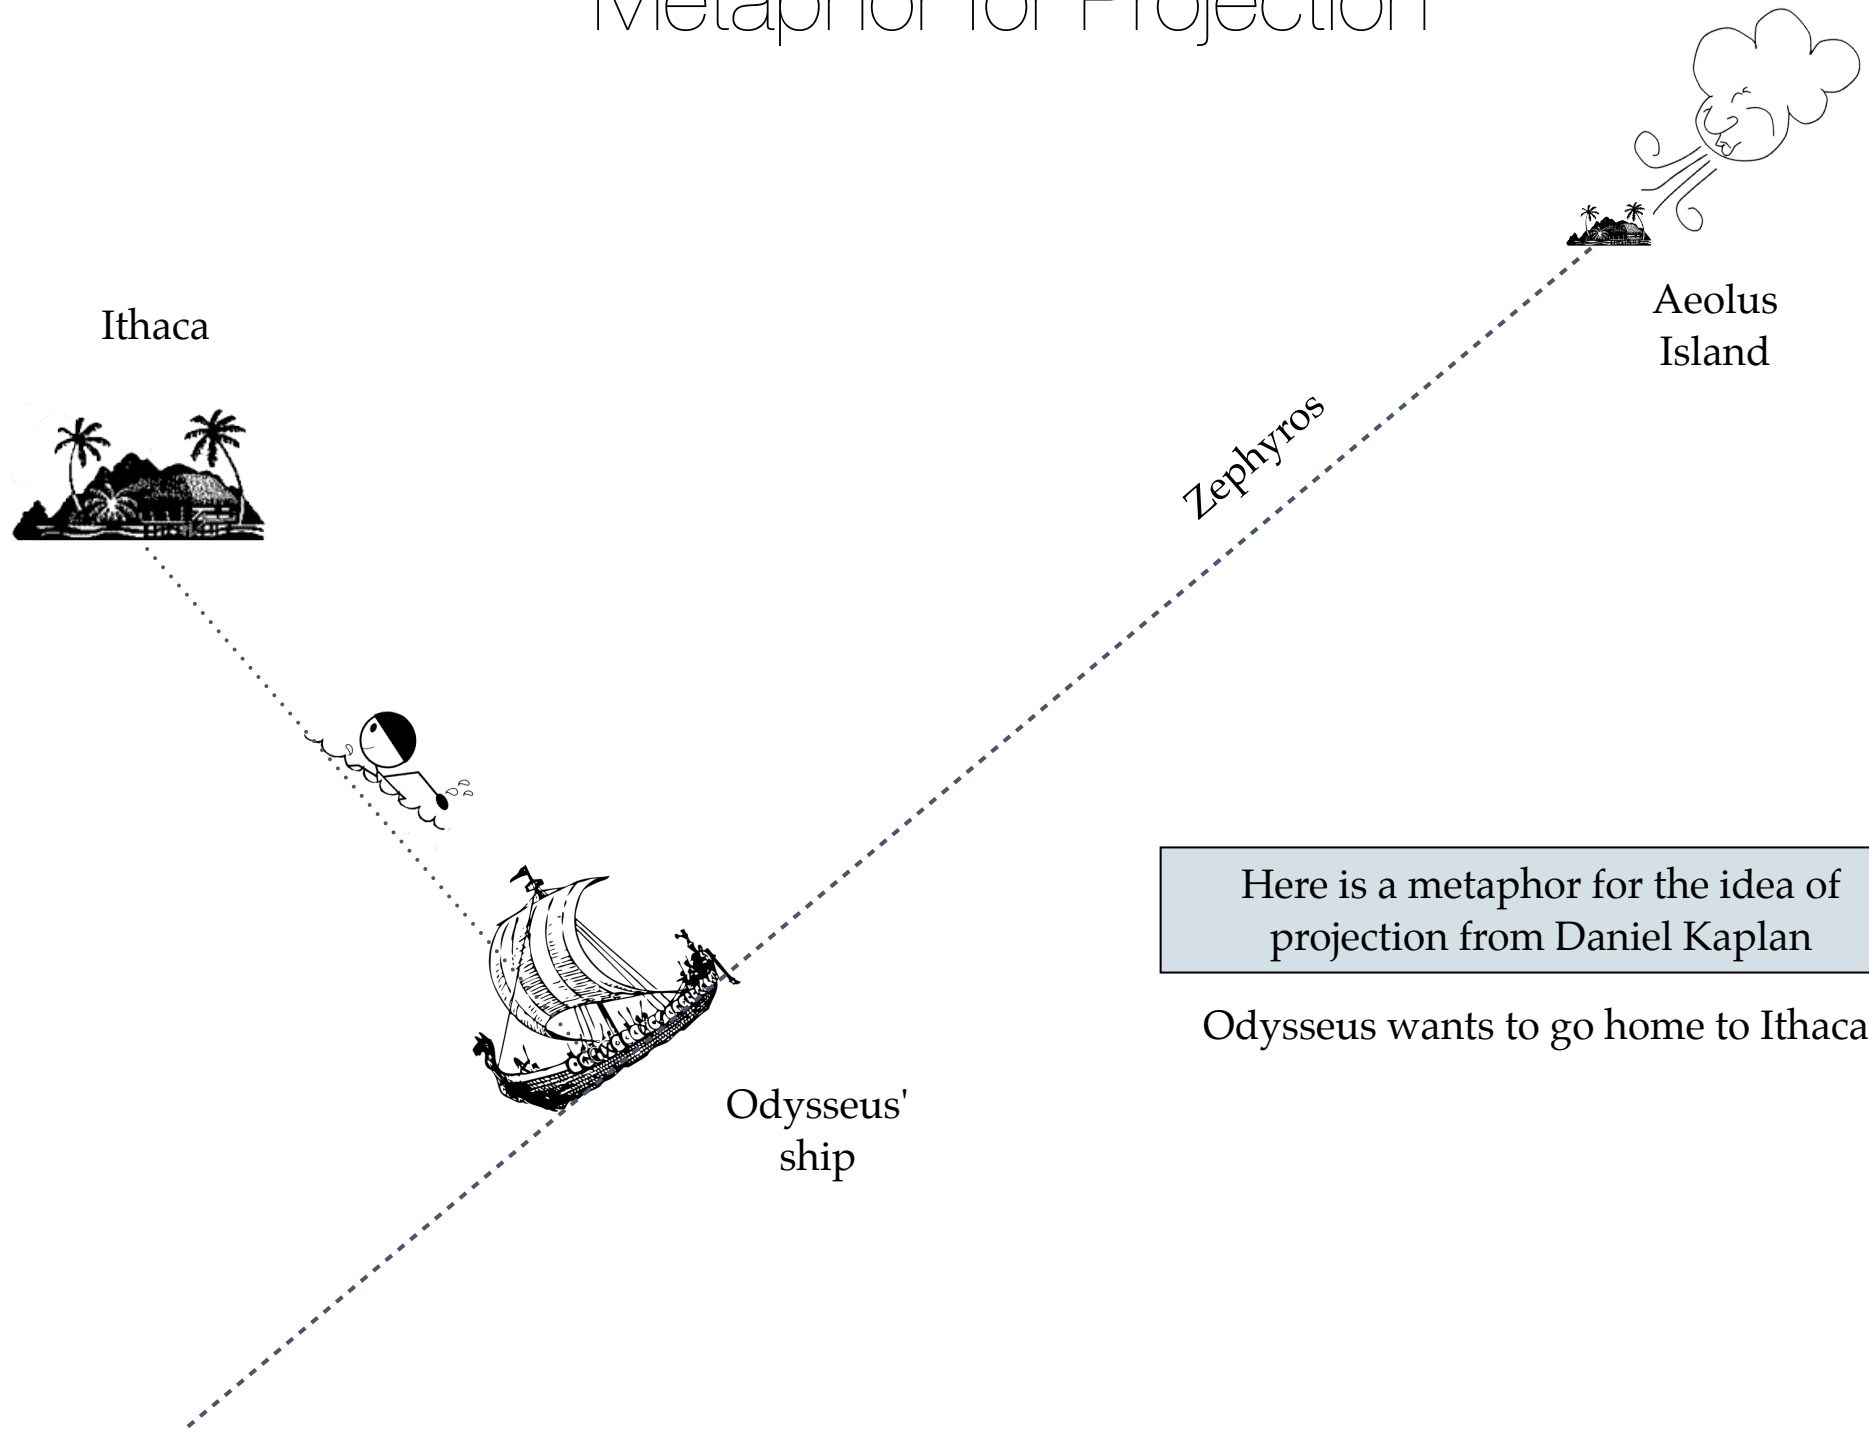 Metaphor for Projection
Ithaca
Aeolus
Island
Zephyros
Here is a metaphor for the idea of
projection from Daniel Kaplan
Odysseus wants to go home to Ithaca
Odysseus'
ship